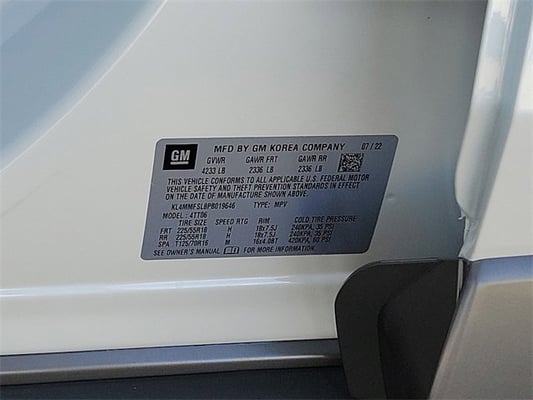 GM MFD BY GM KOREA COMPANY 07/22
GVWR GAWR FRT GAWR RR
4233 LB 2336 LB 2336 LB
THIS VEHICLE CONFORMS TO ALL APPLICABLE U.S. FEDERAL MOTOR
VEHICLE SAFETY AND THEFT PREVENTION STANDARDS IN EFFECT
ON THE DATE OF MANUFACTURE SHOWN ABOVE.
KL4MMFSL8PB019646 TYPE: MPV
MODEL: 4TT06
TIRE SIZE SPEED RTG RIM COLD TIRE PRESSURE
FRT 225/55R18 H 18x7.5J 240KPA, 35 PSI
RR 225/55R18 H 18x7.5J 240KPA, 35 PSI
SPA T125/70R16 M 16x4.0BT 420KPA, 60 PSI
SEE OWNER'S MANUAL FOR MORE INFORMATION.